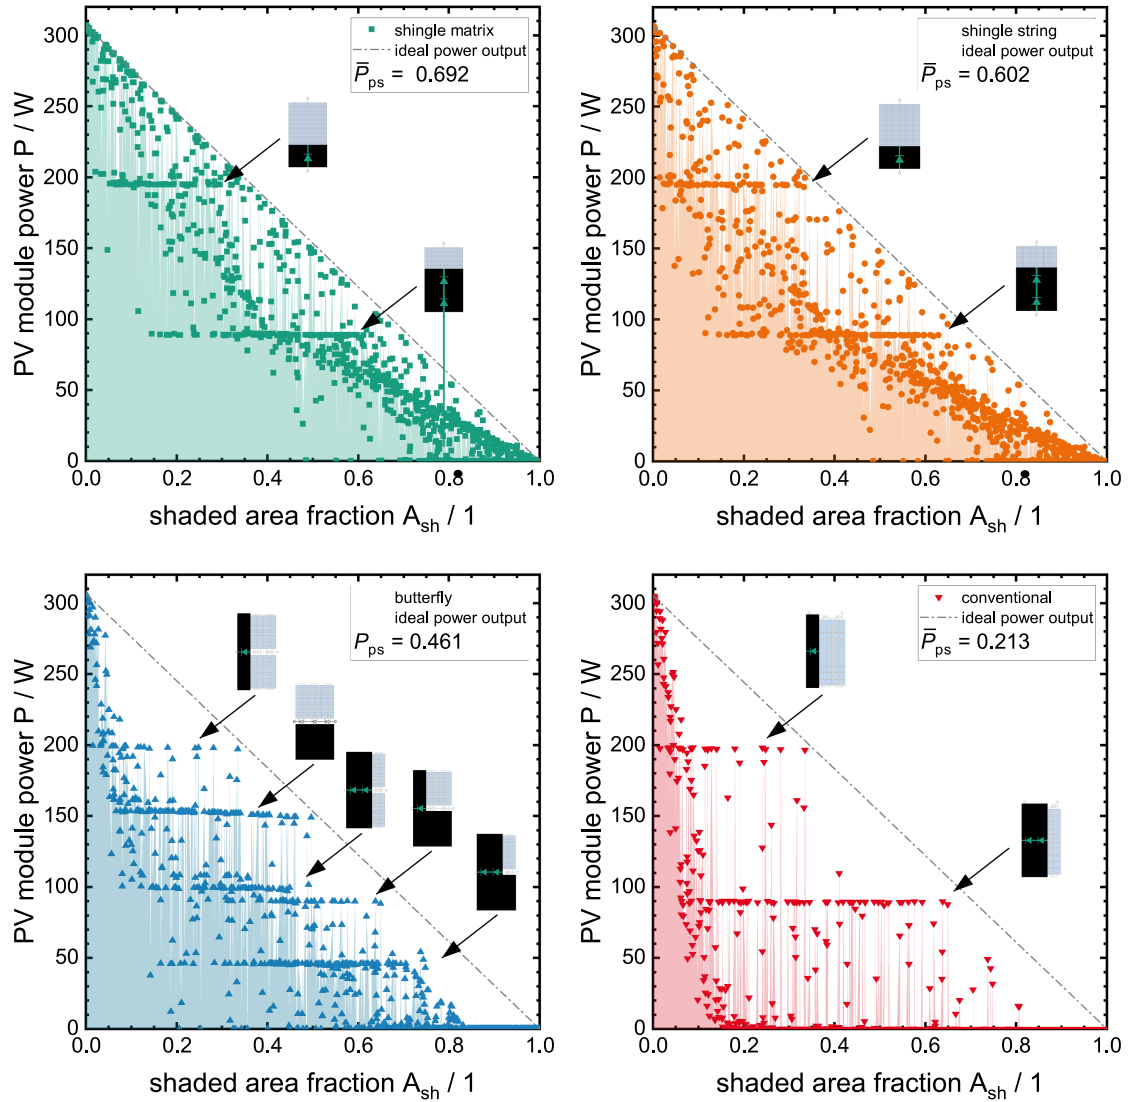 shingle matrix
ideal power output
P̅ps = 0.692
300
250
200
150
100
50
0
PV module power P / W
0.0 0.2 0.4 0.6 0.8 1.0
shaded area fraction Ash / 1
shingle string
ideal power output
P̅ps = 0.602
300
250
200
150
100
50
0
PV module power P / W
0.0 0.2 0.4 0.6 0.8 1.0
shaded area fraction Ash / 1
butterfly
ideal power output
Pps = 0.461
300
250
200
150
100
50
0
PV module power P / W
0.0 0.2 0.4 0.6 0.8 1.0
shaded area fraction Ash / 1
conventional
ideal power output
P̅ps = 0.213
300
250
200
150
100
50
0
PV module power P / W
0.0 0.2 0.4 0.6 0.8 1.0
shaded area fraction Ash / 1